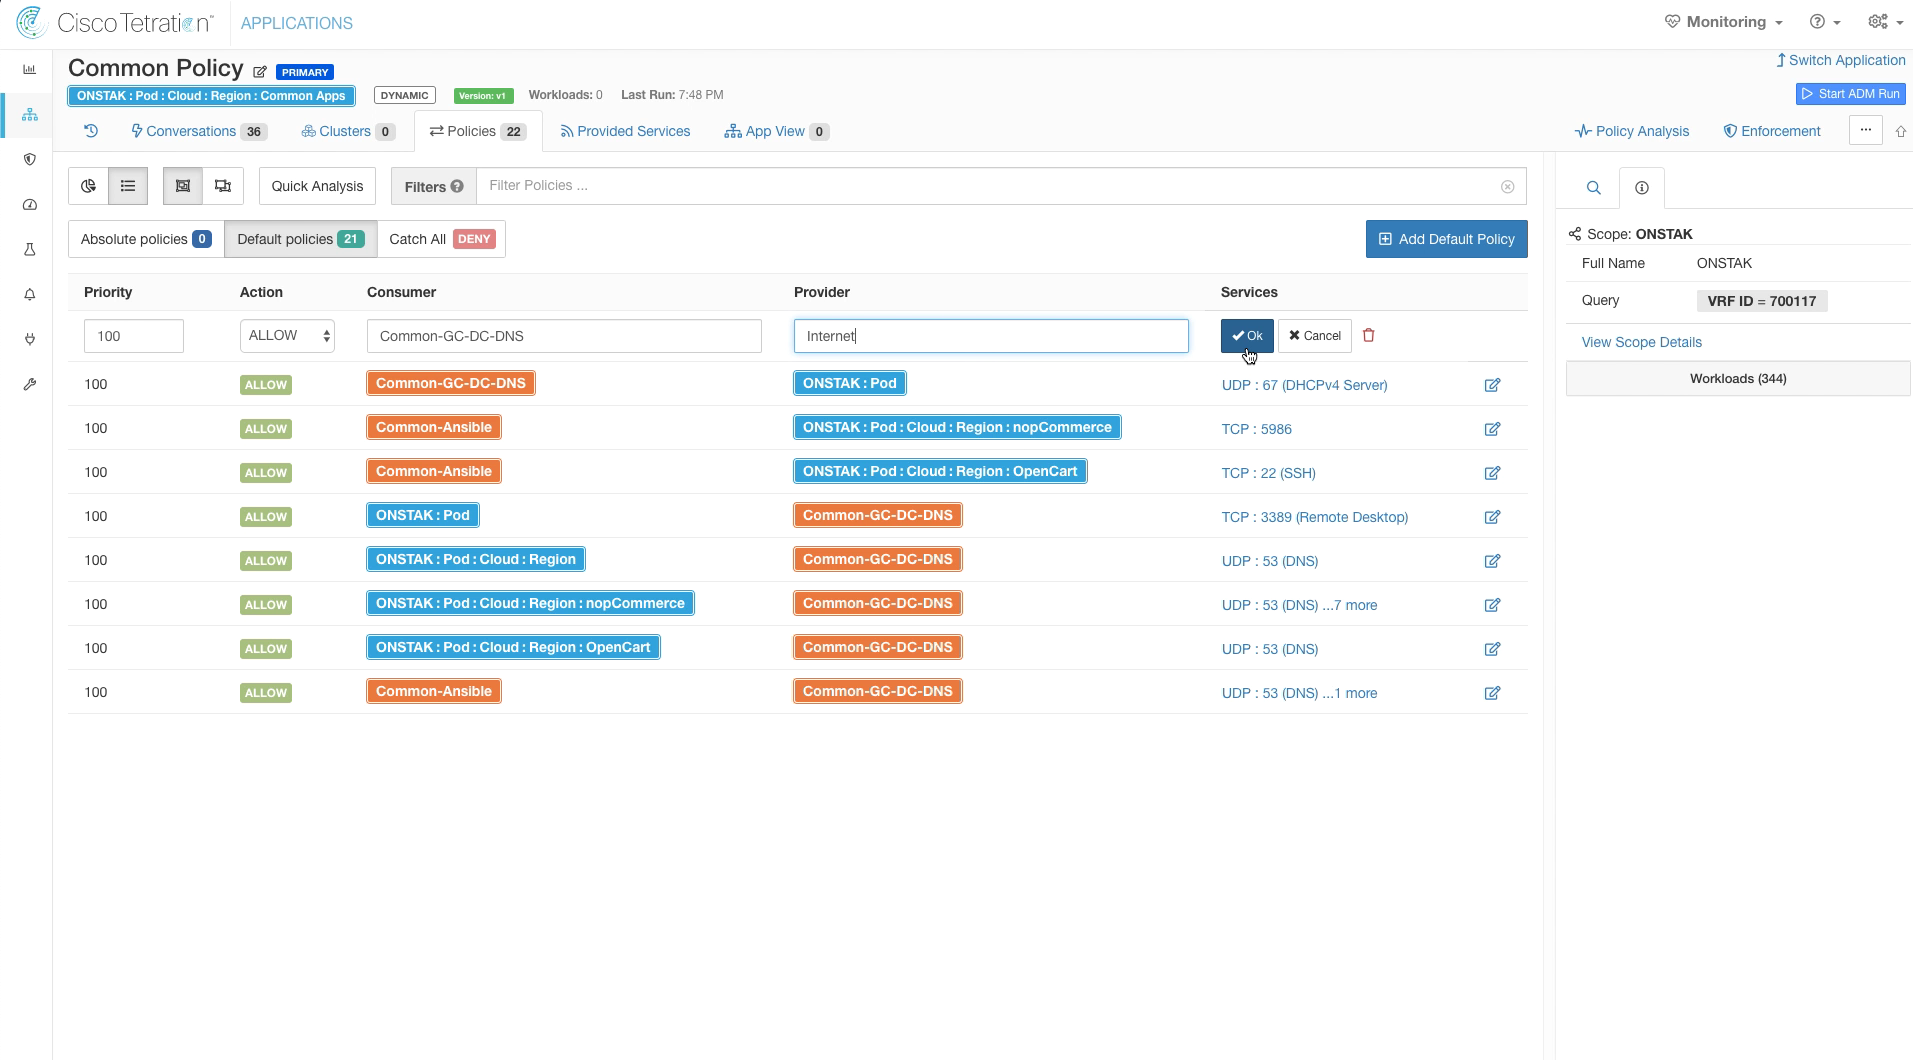 Cisco Tetration™ APPLICATIONS Monitoring
Common Policy PRIMARY Switch Application
ONSTAK : Pod : Cloud : Region : Common Apps DYNAMIC Version: v1 Workloads: 0 Last Run: 7:48 PM Start ADM Run
Conversations 36 Clusters 0 Policies 22 Provided Services App View 0 Policy Analysis Enforcement ...
Quick Analysis Filters ? Filter Policies ...
Absolute policies 0 Default policies 21 Catch All DENY Add Default Policy
Priority Action Consumer Provider Services
100 ALLOW Common-GC-DC-DNS Internet Ok Cancel
100 ALLOW Common-GC-DC-DNS ONSTAK : Pod UDP : 67 (DHCPv4 Server)
100 ALLOW Common-Ansible ONSTAK : Pod : Cloud : Region : nopCommerce TCP : 5986
100 ALLOW Common-Ansible ONSTAK : Pod : Cloud : Region : OpenCart TCP : 22 (SSH)
100 ALLOW ONSTAK : Pod Common-GC-DC-DNS TCP : 3389 (Remote Desktop)
100 ALLOW ONSTAK : Pod : Cloud : Region Common-GC-DC-DNS UDP : 53 (DNS)
100 ALLOW ONSTAK : Pod : Cloud : Region : nopCommerce Common-GC-DC-DNS UDP : 53 (DNS) ...7 more
100 ALLOW ONSTAK : Pod : Cloud : Region : OpenCart Common-GC-DC-DNS UDP : 53 (DNS)
100 ALLOW Common-Ansible Common-GC-DC-DNS UDP : 53 (DNS) ...1 more
Scope: ONSTAK
Full Name ONSTAK
Query VRF ID = 700117
View Scope Details
Workloads (344)